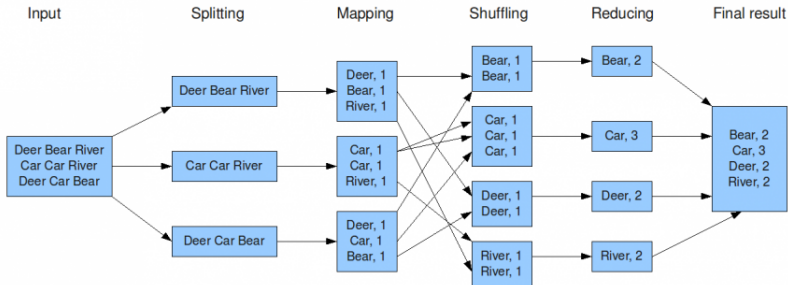 Input
Splitting
Mapping
Shuffling
Reducing
Final result
Deer Bear River
Car Car River
Deer Car Bear
Deer Bear River
Car Car River
Deer Car Bear
Deer, 1
Bear, 1
River, 1
Car, 1
Car, 1
River, 1
Deer, 1
Car, 1
Bear, 1
Bear, 1
Bear, 1
Car, 1
Car, 1
Car, 1
Deer, 1
Deer, 1
River, 1
River, 1
Bear, 2
Car, 3
Deer, 2
River, 2
Bear, 2
Car, 3
Deer, 2
River, 2